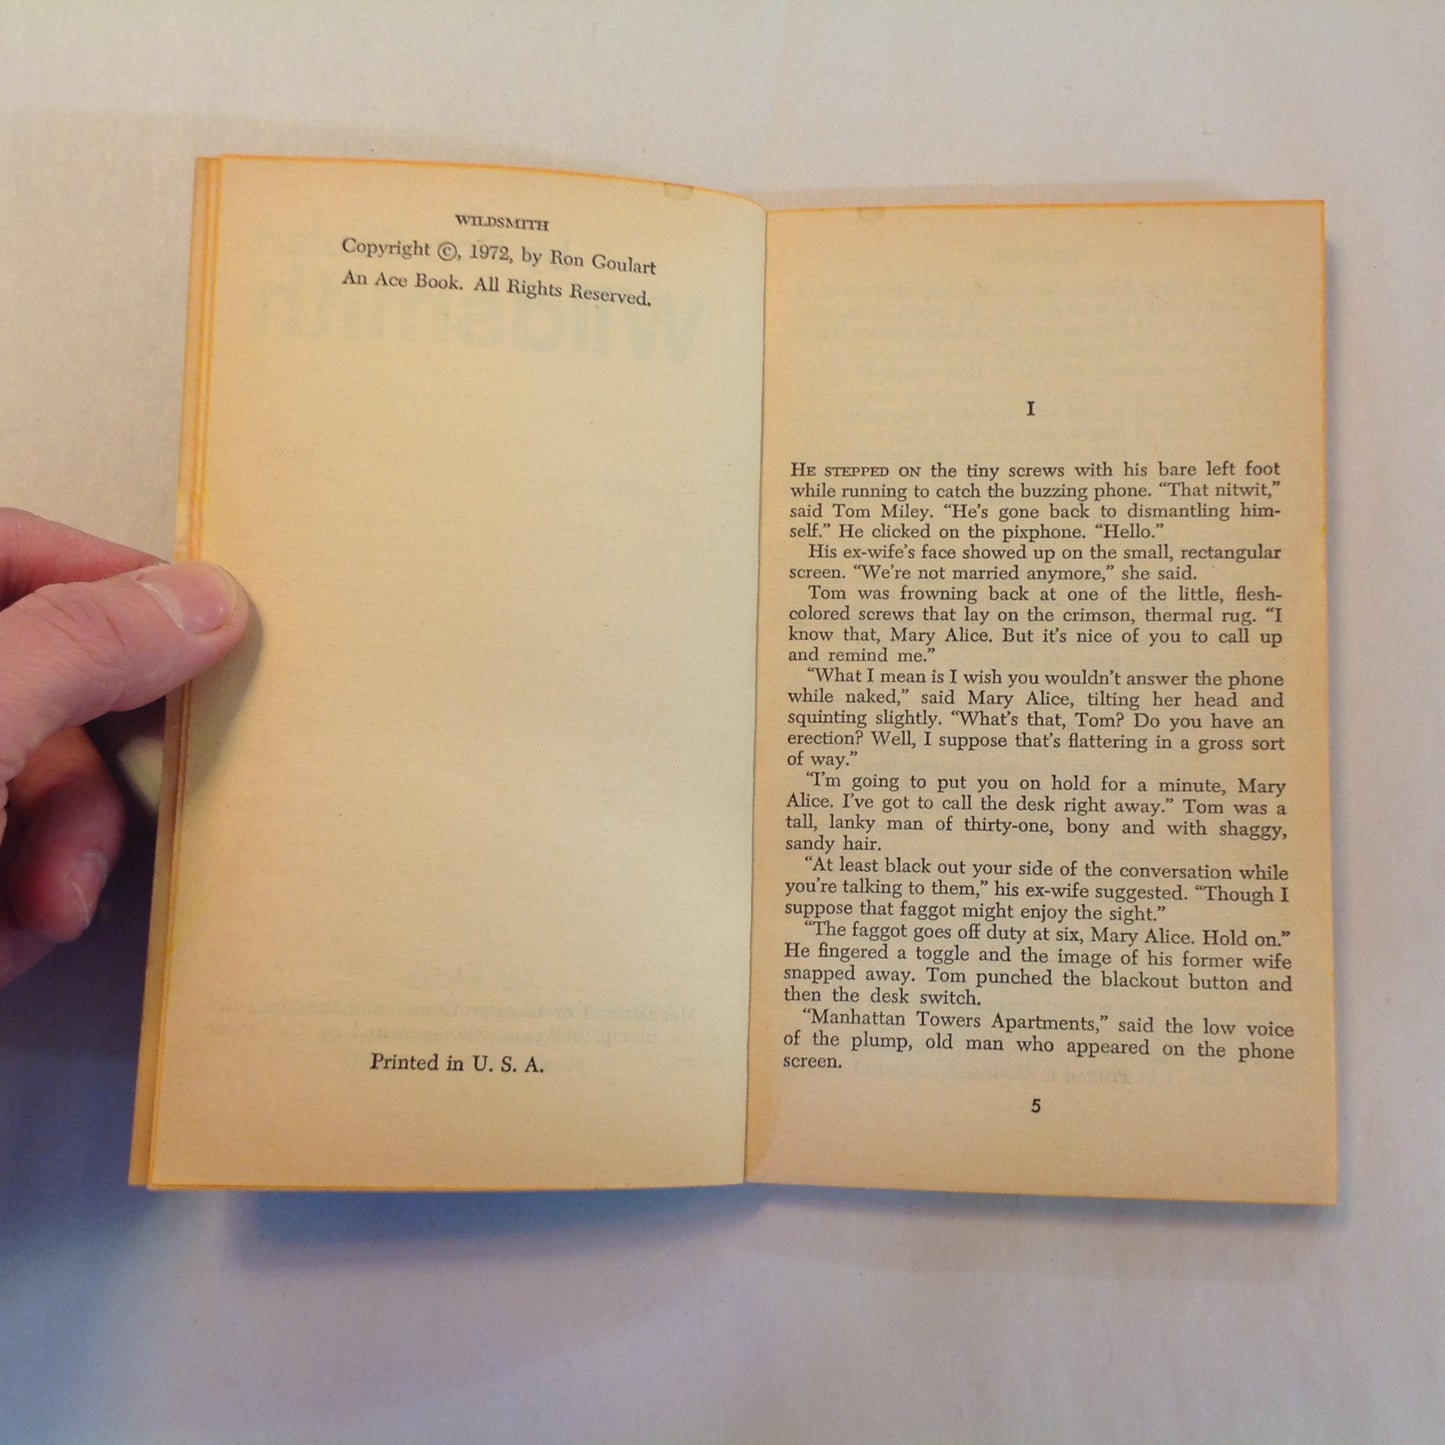 WILDSMITH
Copyright ©, 1972, by Ron Goulart
An Ace Book. All Rights Reserved.
Printed in U. S. A.
I
HE STEPPED ON the tiny screws with his bare left foot
while running to catch the buzzing phone. “That nitwit,”
said Tom Miley. “He’s gone back to dismantling him-
self.” He clicked on the pixphone. “Hello.”
His ex-wife’s face showed up on the small, rectangular
screen. “We’re not married anymore,” she said.
Tom was frowning back at one of the little, flesh-
colored screws that lay on the crimson, thermal rug. “I
know that, Mary Alice. But it’s nice of you to call up
and remind me.”
“What I mean is I wish you wouldn’t answer the phone
while naked,” said Mary Alice, tilting her head and
squinting slightly. “What’s that, Tom? Do you have an
erection? Well, I suppose that’s flattering in a gross sort
of way.”
“I’m going to put you on hold for a minute, Mary
Alice. I’ve got to call the desk right away.” Tom was a
tall, lanky man of thirty-one, bony and with shaggy,
sandy hair.
“At least black out your side of the conversation while
you’re talking to them,” his ex-wife suggested. “Though I
suppose that faggot might enjoy the sight.”
“The faggot goes off duty at six, Mary Alice. Hold on.”
He fingered a toggle and the image of his former wife
snapped away. Tom punched the blackout button and
then the desk switch.
“Manhattan Towers Apartments,” said the low voice
of the plump, old man who appeared on the phone
screen.
5